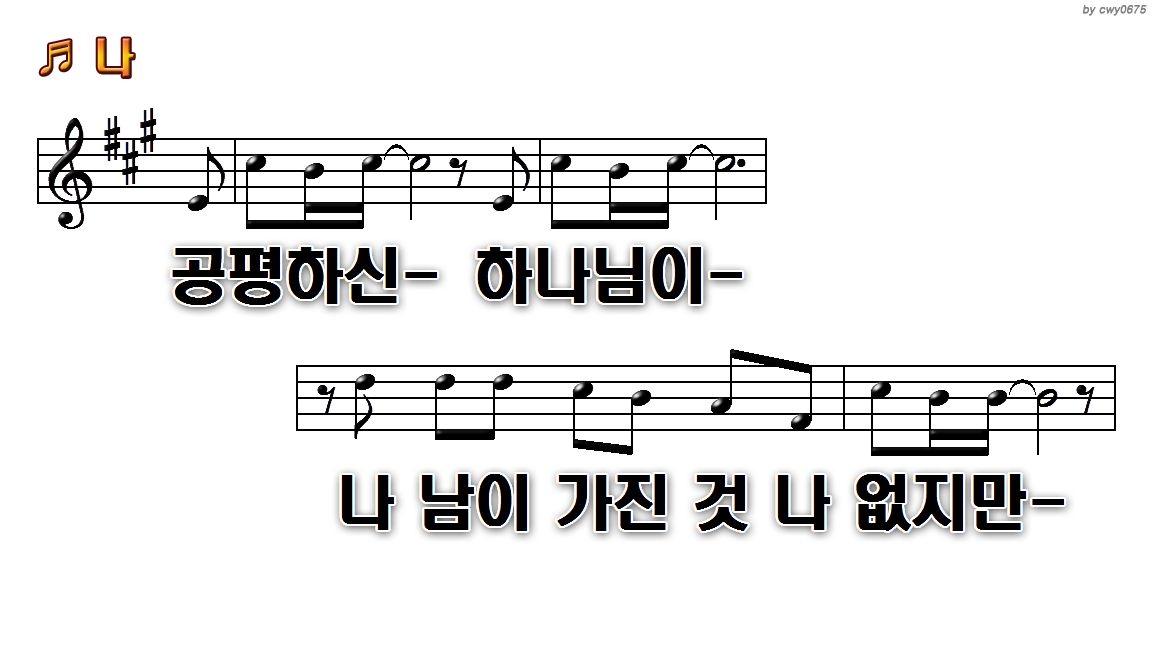 by cwy0675
♬ 나
공평하신- 하나님이-
나 남이 가진 것 나 없지만-